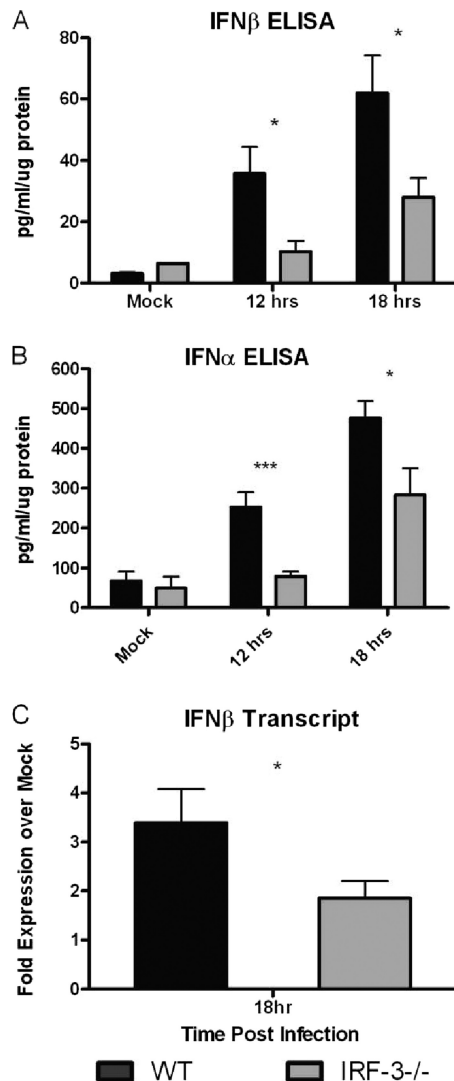 A
IFNβ ELISA
pg/ml/ug protein
80
60
40
20
0
*
*
Mock
12 hrs
18 hrs
B
IFNα ELISA
pg/ml/ug protein
600
500
400
300
200
100
0
***
*
Mock
12 hrs
18 hrs
C
IFNβ Transcript
Fold Expression over Mock
5
4
3
2
1
0
*
18hr
Time Post Infection
WT
IRF-3-/-